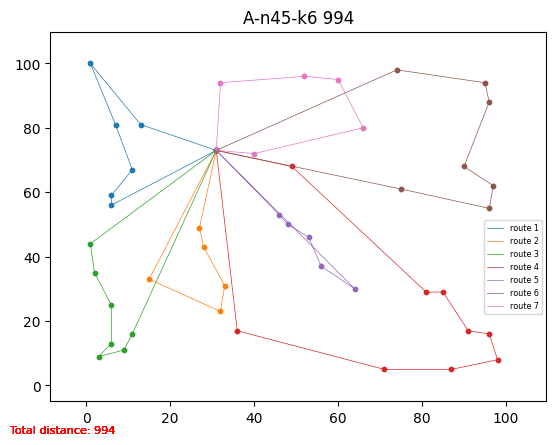 A-n45-k6 994
100
80
60
40
20
0
0 20 40 60 80 100
route 1
route 2
route 3
route 4
route 5
route 6
route 7
Total distance: 994